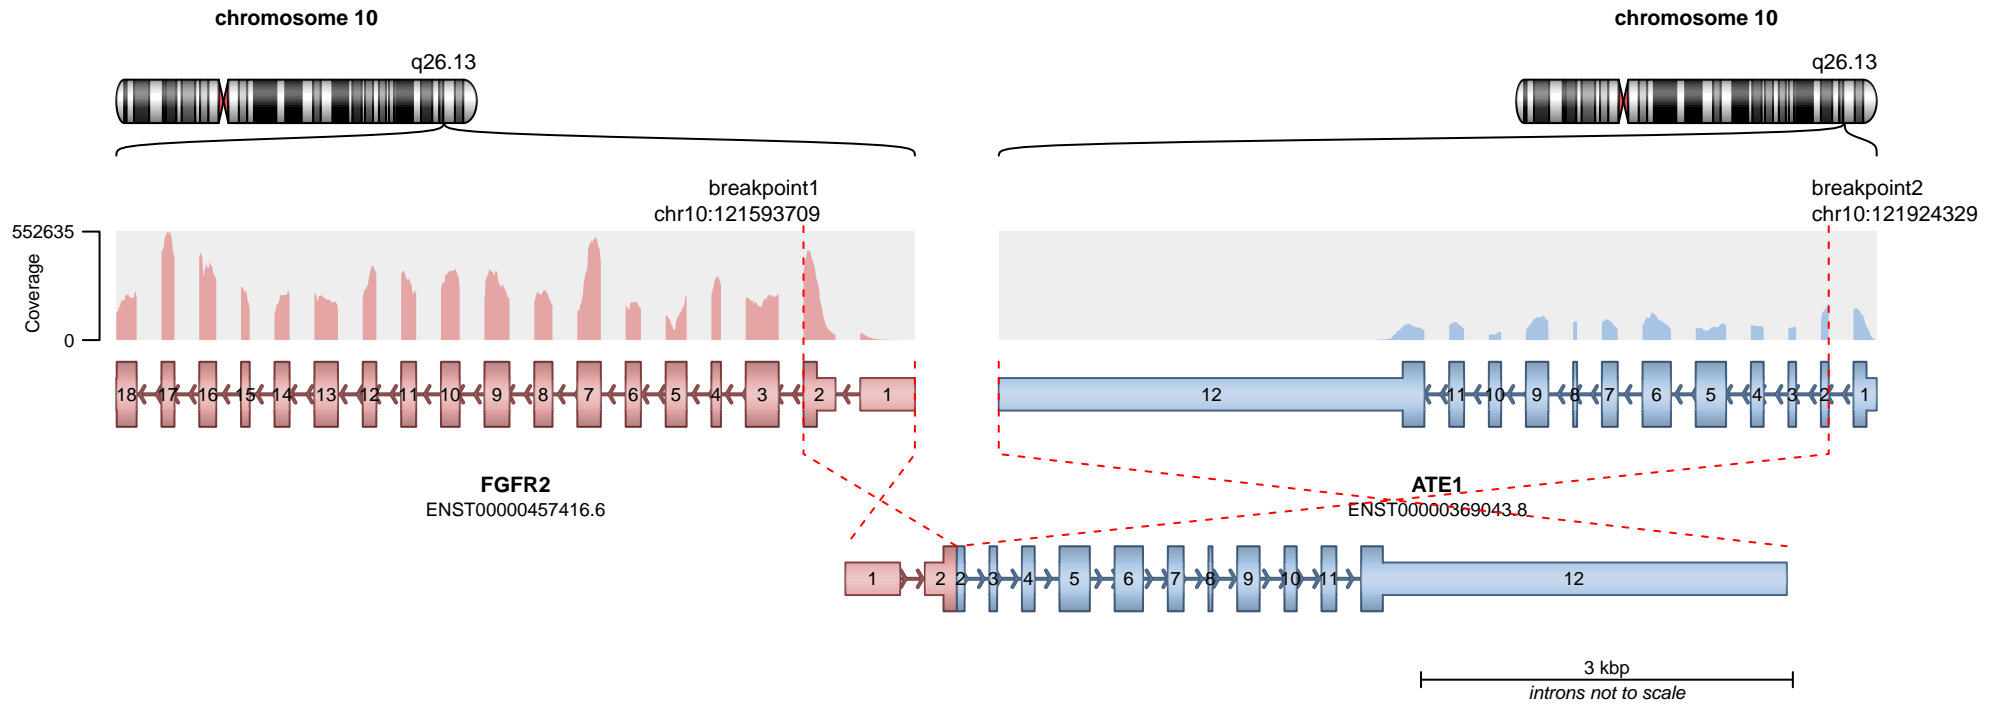 chromosome 10
chromosome 10
q26.13
q26.13
breakpoint1
chr10:121593709
breakpoint2
chr10:121924329
552635
Coverage
0
18 17 16 15 14 13 12 11 10 9 8 7 6 5 4 3 2 1
12 11 10 9 8 7 6 5 4 3 2 1
FGFR2
ENST00000457416.6
ATE1
ENST00000369043.8
1 2 2 3 4 5 6 7 8 9 10 11 12
3 kbp
introns not to scale